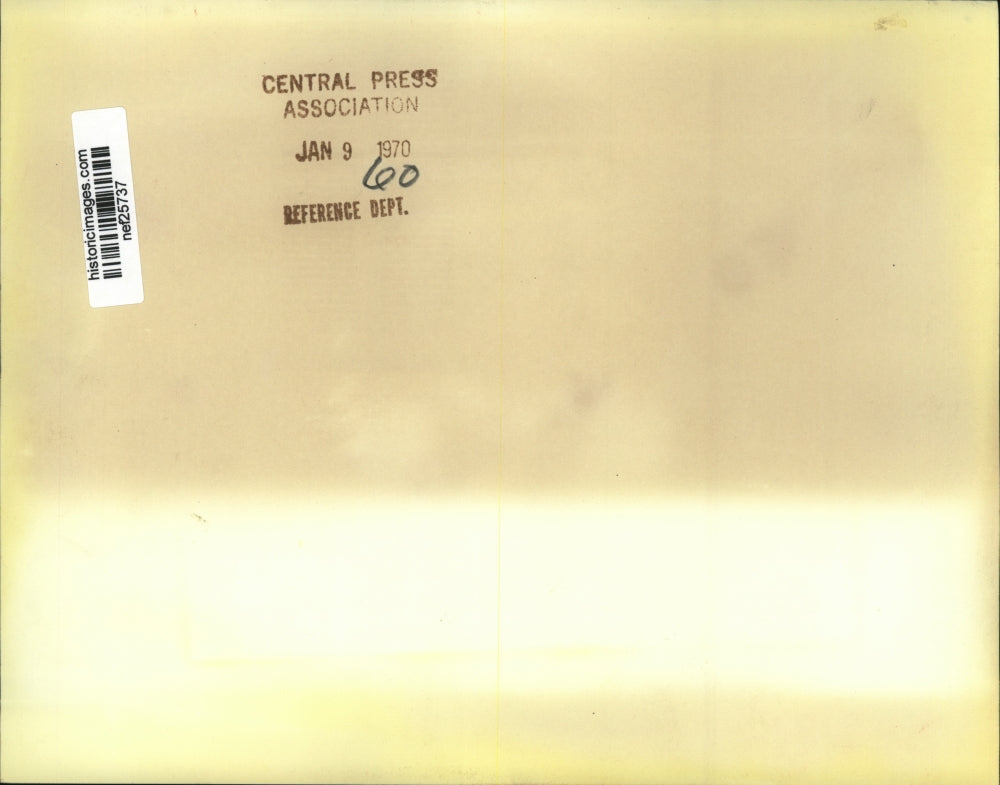 CENTRAL PRESS
ASSOCIATION
JAN 9 1970
60
REFERENCE DEPT.
historicimages.com
nef25737